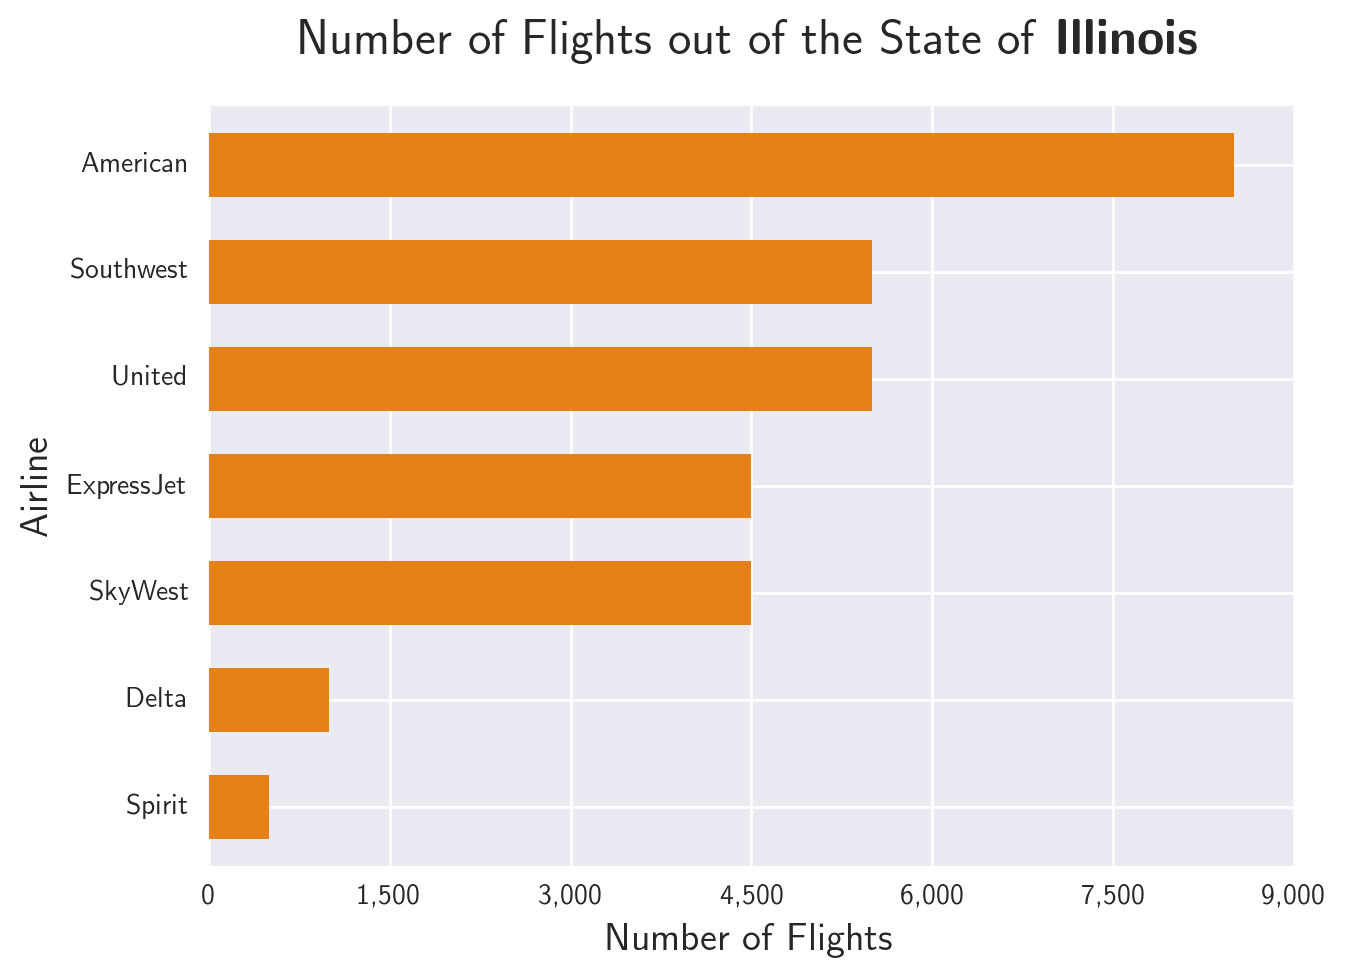 Number of Flights out of the State of Illinois
American
Southwest
United
ExpressJet
SkyWest
Delta
Spirit
Airline
0 1,500 3,000 4,500 6,000 7,500 9,000
Number of Flights